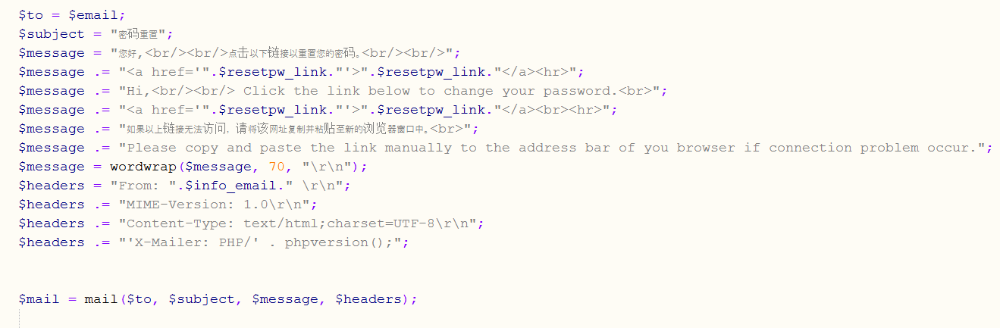 $to = $email;
$subject = "密码重置";
$message = "您好,<br/><br/>点击以下链接以重置您的密码。<br/><br/>";
$message .= "<a href='".$resetpw_link."'>".$resetpw_link."</a><hr>";
$message .= "Hi,<br/><br/> Click the link below to change your password.<br>";
$message .= "<a href='".$resetpw_link."'>".$resetpw_link."</a><br><hr>";
$message .= "如果以上链接无法访问，请将该网址复制并粘贴至新的浏览器窗口中。<br>";
$message .= "Please copy and paste the link manually to the address bar of you browser if connection problem occur.";
$message = wordwrap($message, 70, "\r\n");
$headers = "From: ".$info_email." \r\n";
$headers .= "MIME-Version: 1.0\r\n";
$headers .= "Content-Type: text/html;charset=UTF-8\r\n";
$headers .= "'X-Mailer: PHP/' . phpversion();";
$mail = mail($to, $subject, $message, $headers);